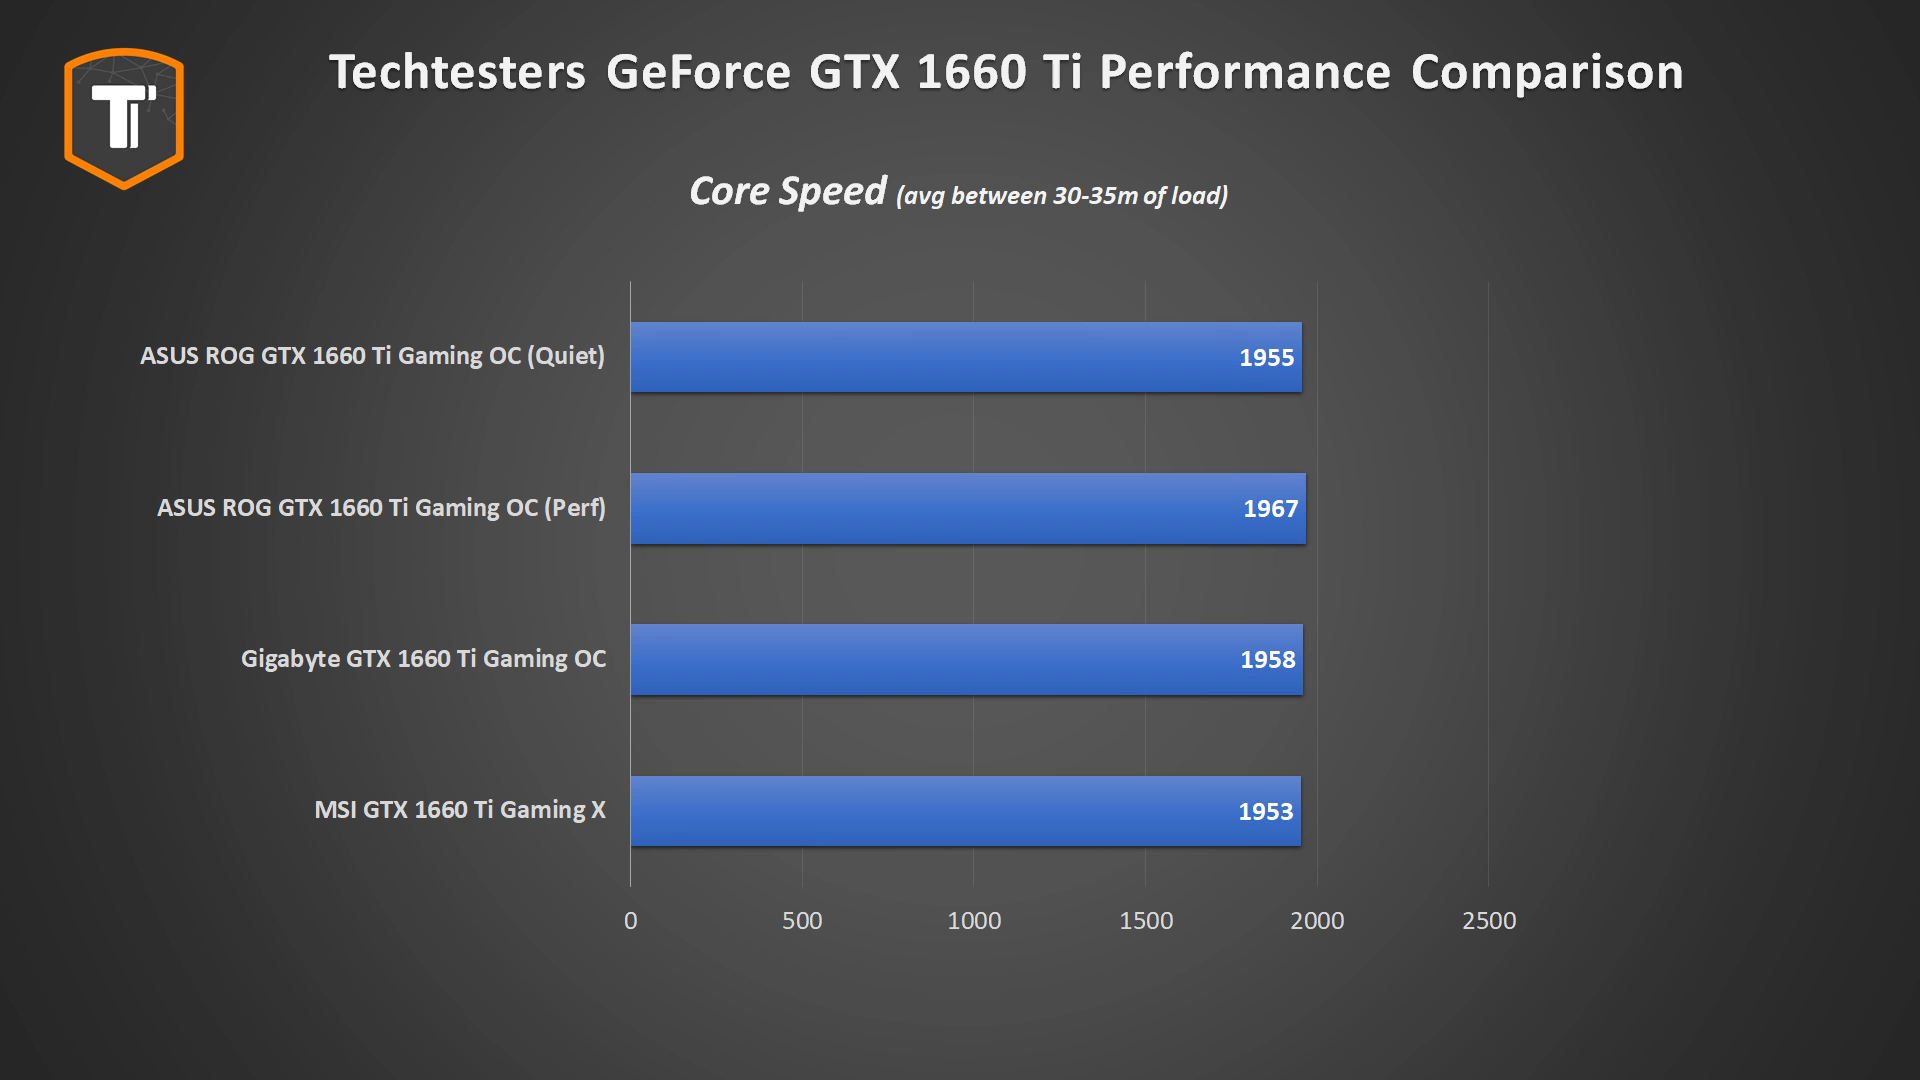 Techtesters GeForce GTX 1660 Ti Performance Comparison
Ti
Core Speed (avg between 30-35m of load)
ASUS ROG GTX 1660 Ti Gaming OC (Quiet) 1955
ASUS ROG GTX 1660 Ti Gaming OC (Perf) 1967
Gigabyte GTX 1660 Ti Gaming OC 1958
MSI GTX 1660 Ti Gaming X 1953
0 500 1000 1500 2000 2500